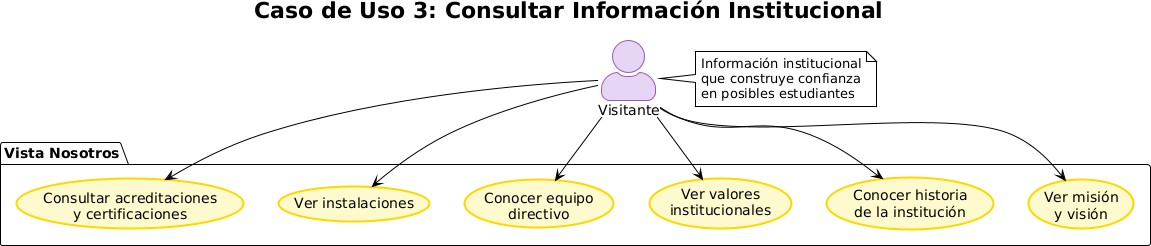 Caso de Uso 3: Consultar Información Institucional
Información institucional
que construye confianza
en posibles estudiantes
Visitante
Vista Nosotros
Consultar acreditaciones
y certificaciones
Ver instalaciones
Conocer equipo
directivo
Ver valores
institucionales
Conocer historia
de la institución
Ver misión
y visión